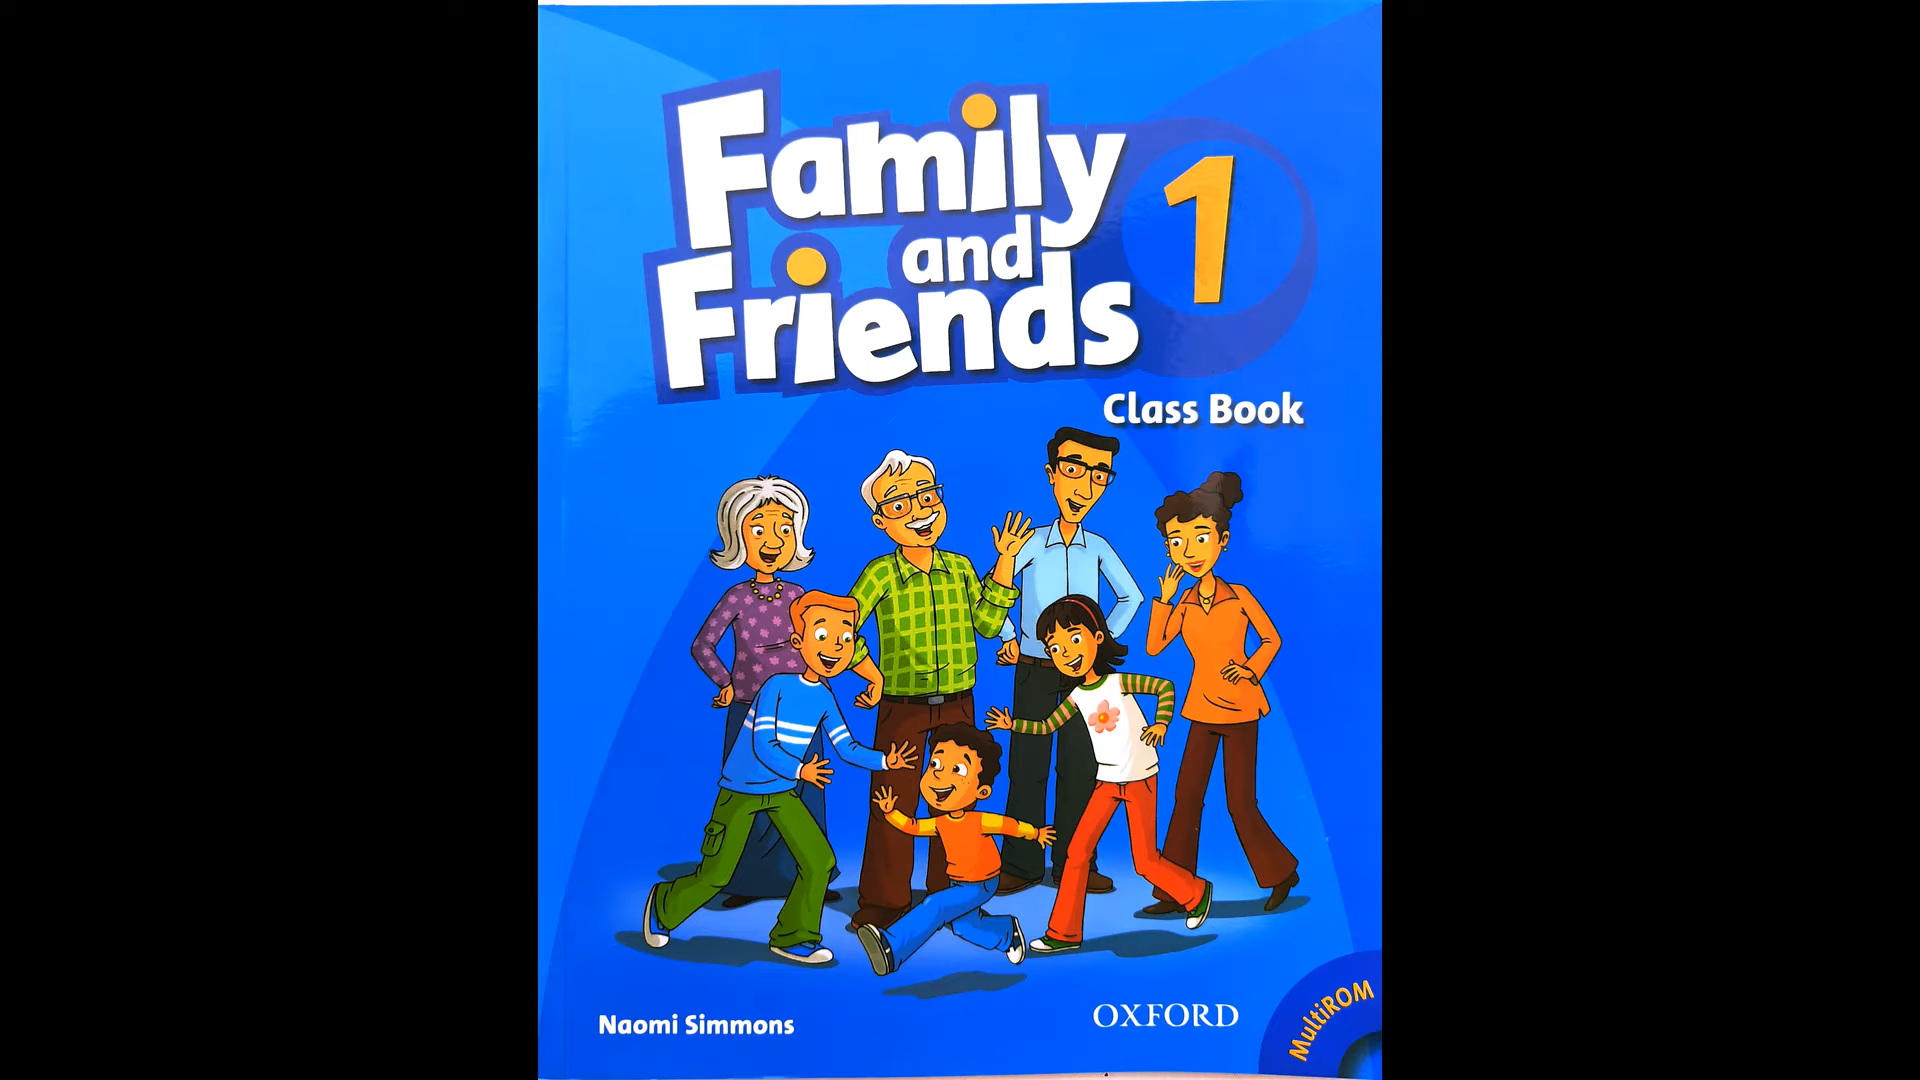 Family
and
Friends
1
Class Book
Naomi Simmons
OXFORD
MultiROM